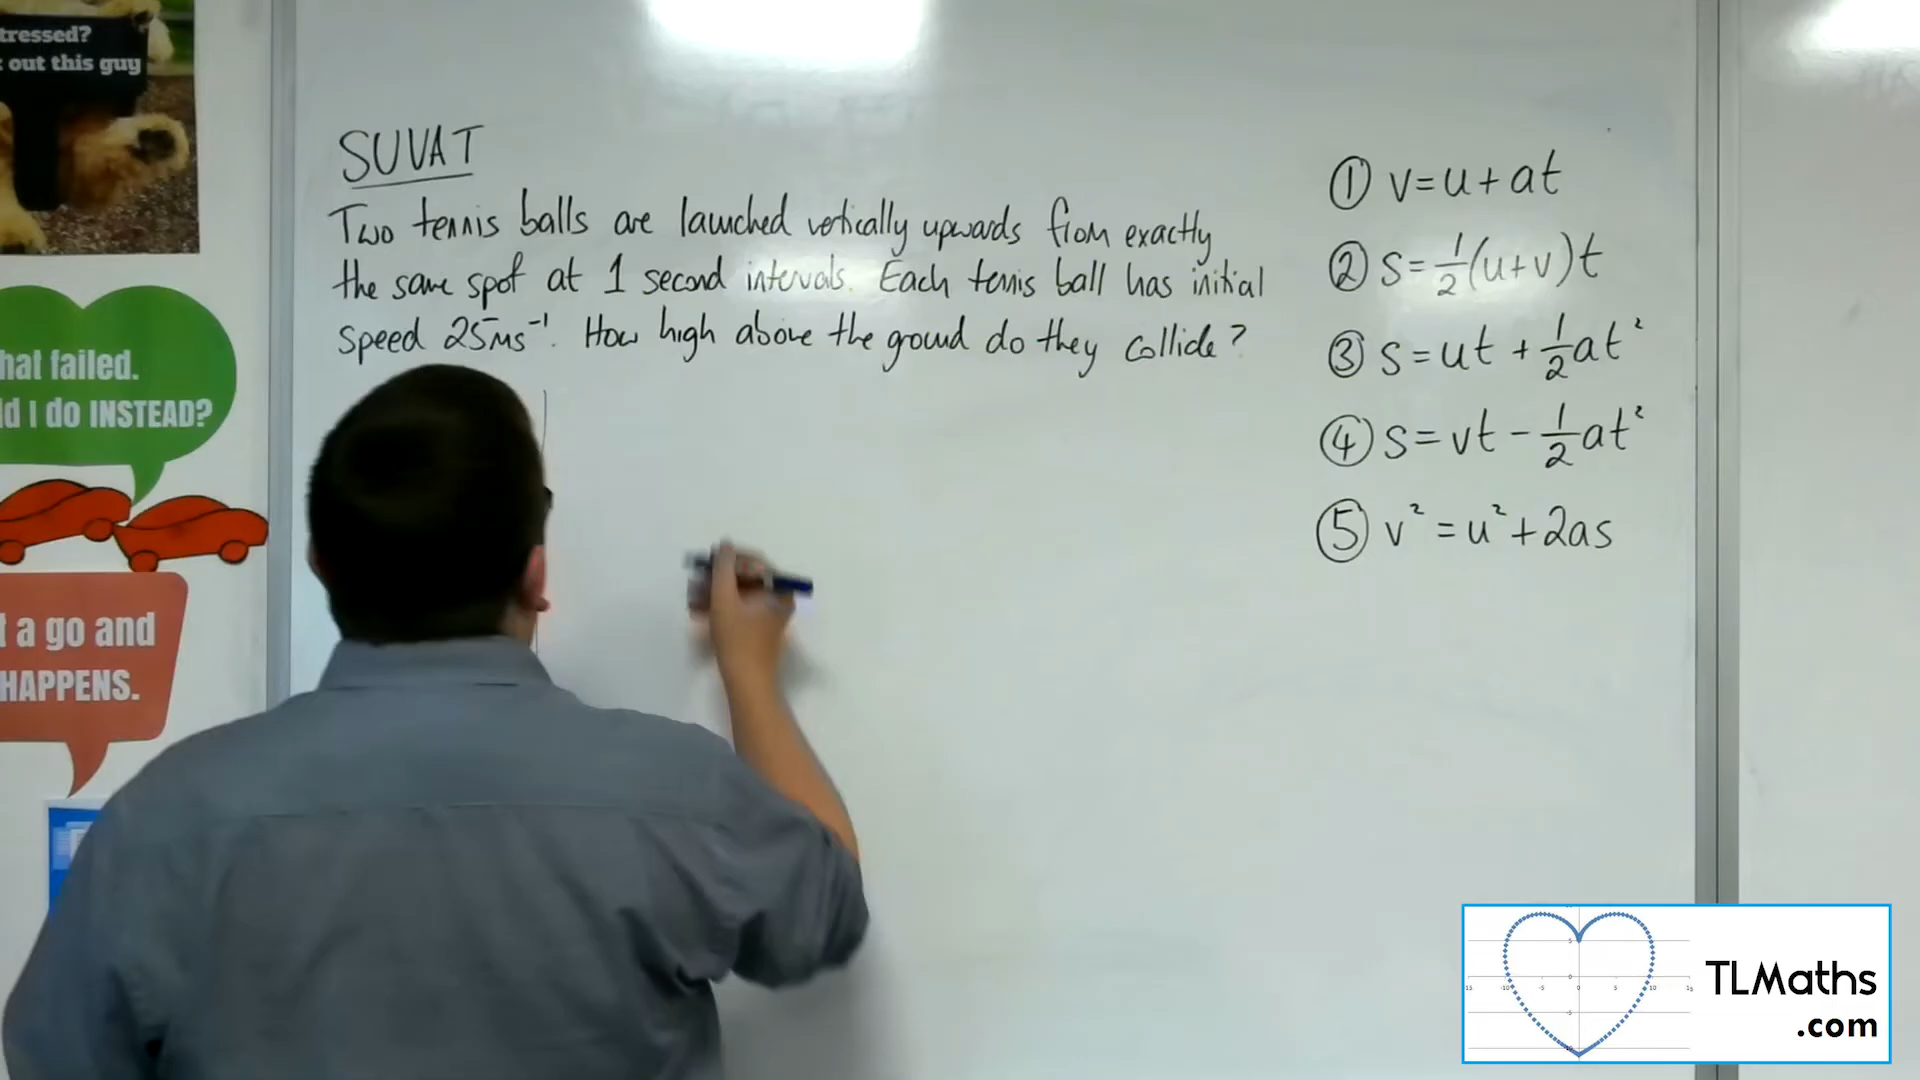 tressed?
out this guy
SUVAT
Two tennis balls are launched vertically upwards from exactly
the same spot at 1 second intervals. Each tennis ball has initial
speed 25ms⁻¹. How high above the ground do they collide?
① v=u+at
② s=½(u+v)t
③ s=ut+½at²
④ s=vt-½at²
⑤ v²=u²+2as
hat failed.
d I do INSTEAD?
t a go and
HAPPENS.
TLMaths
.com